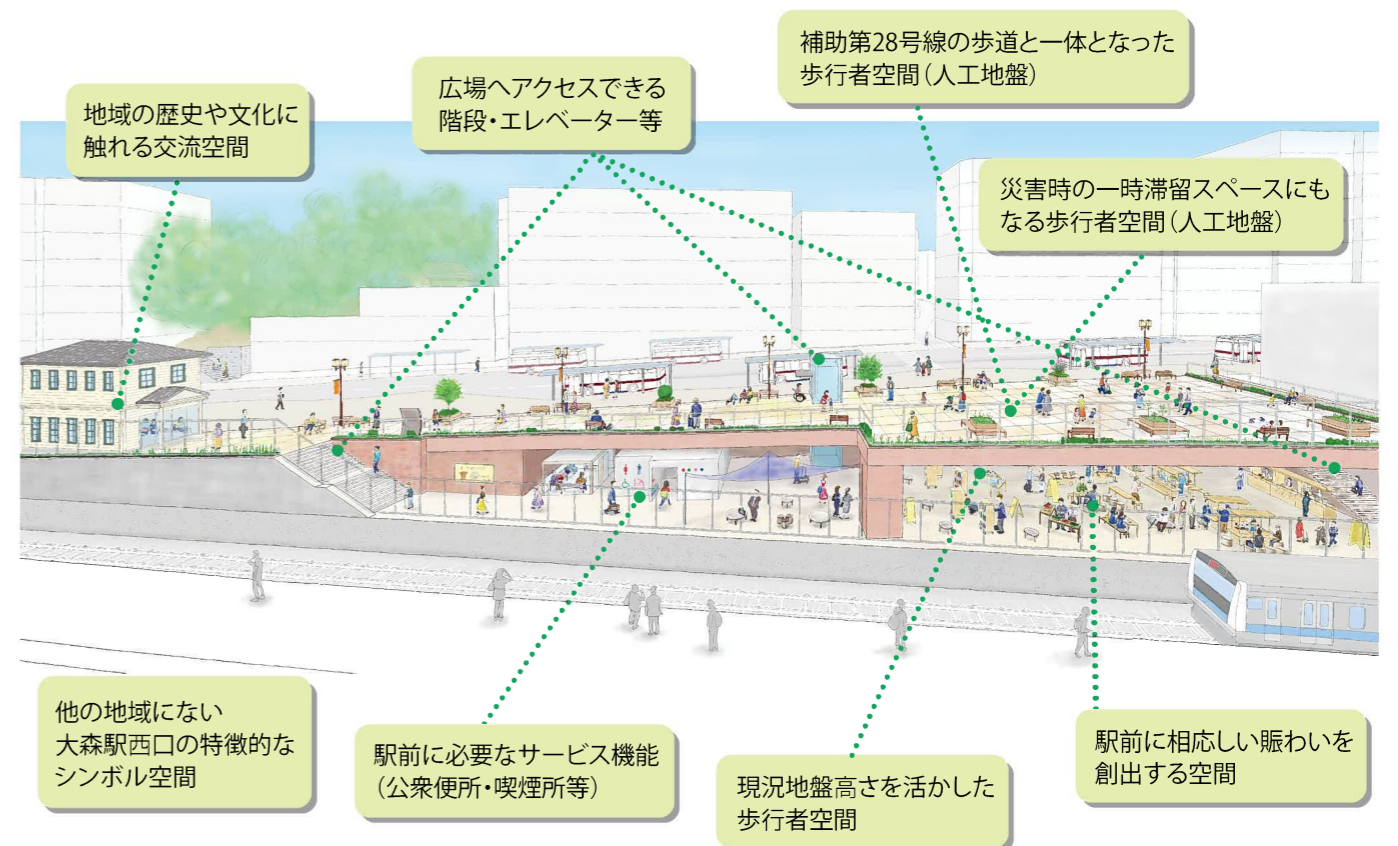 補助第28号線の歩道と一体となった
歩行者空間（人工地盤）
広場へアクセスできる
階段・エレベーター等
地域の歴史や文化に
触れる交流空間
災害時の一時滞留スペースにも
なる歩行者空間（人工地盤）
他の地域にない
大森駅西口の特徴的な
シンボル空間
駅前に必要なサービス機能
（公衆便所・喫煙所等）
現況地盤高さを活かした
歩行者空間
駅前に相応しい賑わいを
創出する空間